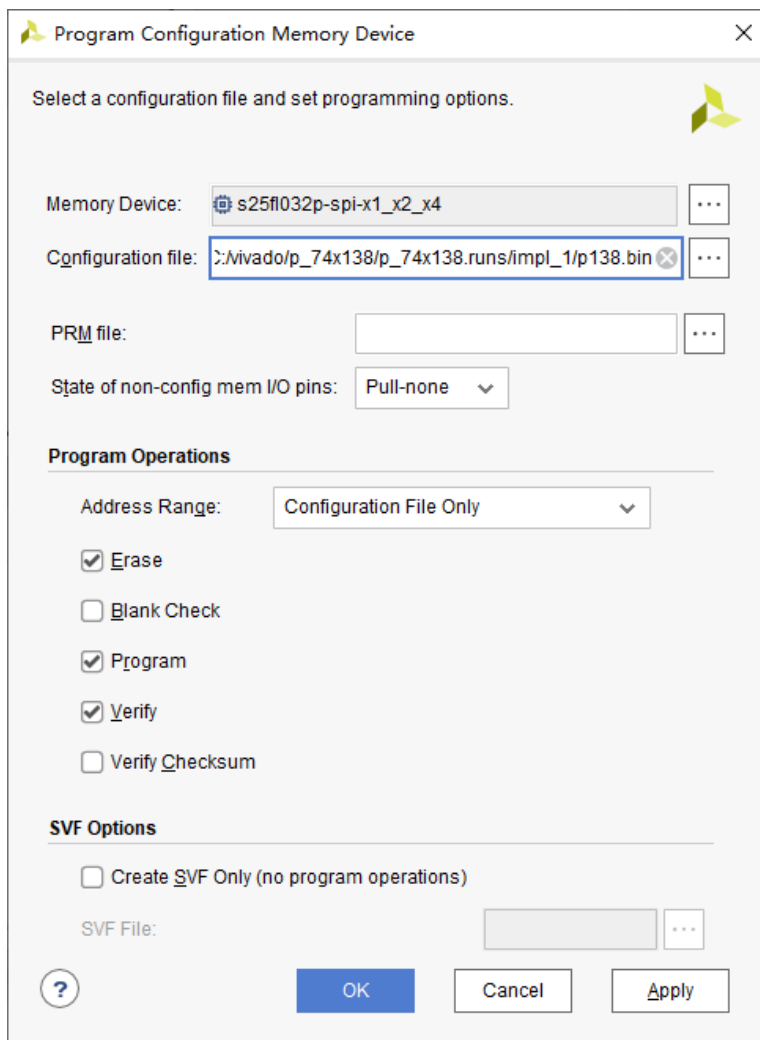 Program Configuration Memory Device
Select a configuration file and set programming options.
Memory Device: s25fl032p-spi-x1_x2_x4 ...
Configuration file: C:/vivado/p_74x138/p_74x138.runs/impl_1/p138.bin ...
PRM file: ...
State of non-config mem I/O pins: Pull-none
Program Operations
Address Range: Configuration File Only
Erase
Blank Check
Program
Verify
Verify Checksum
SVF Options
Create SVF Only (no program operations)
SVF File: ...
? OK Cancel Apply